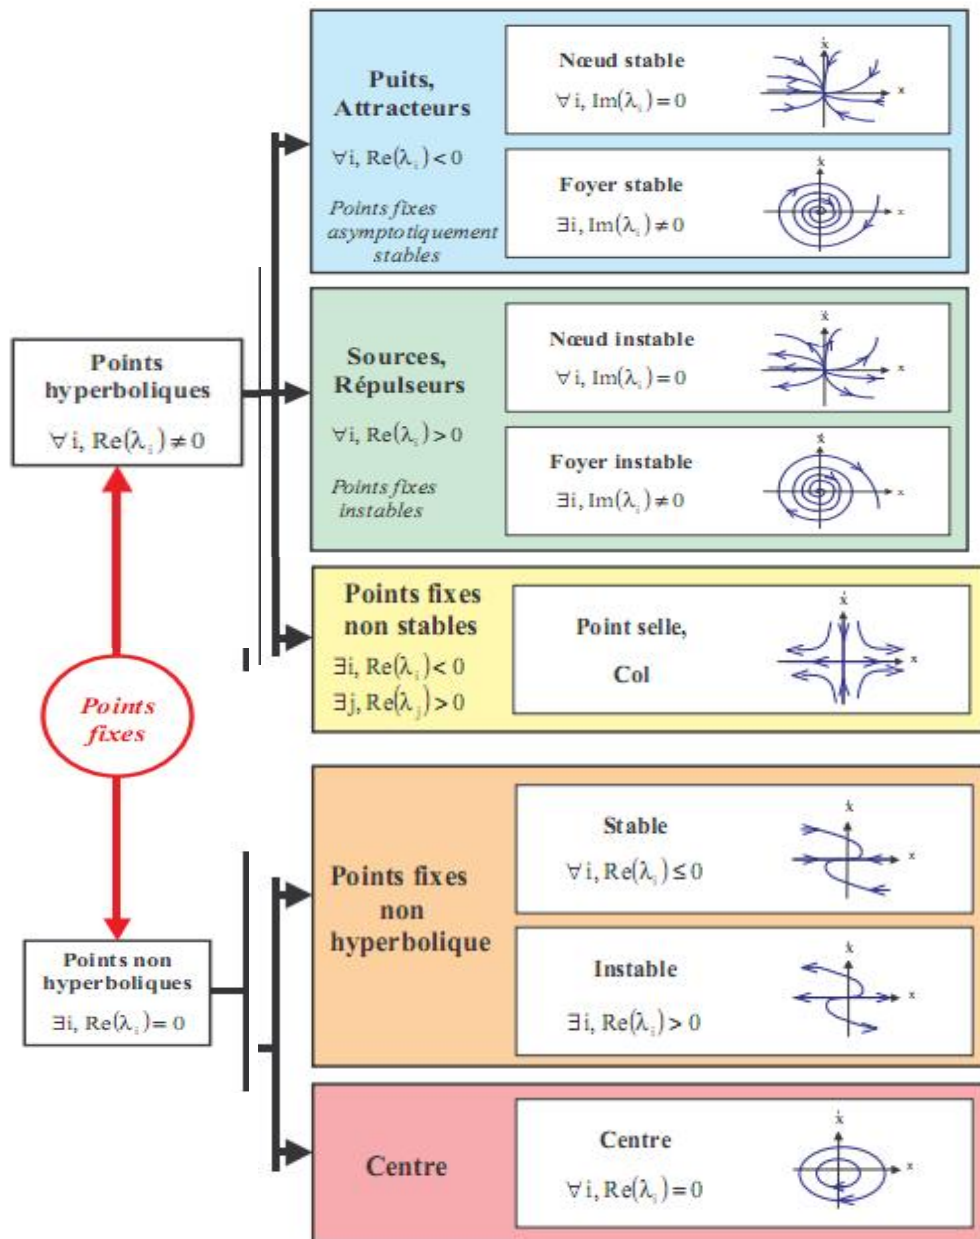 Puits,
Attracteurs
∀i, Re(λᵢ) < 0
Points fixes
asymptotiquement
stables
Nœud stable
∀i, Im(λᵢ) = 0
ẋ
x
Foyer stable
∃i, Im(λᵢ) ≠ 0
ẋ
x
Points
hyperboliques
∀i, Re(λᵢ) ≠ 0
Sources,
Répulseurs
∀i, Re(λᵢ) > 0
Points fixes
instables
Nœud instable
∀i, Im(λᵢ) = 0
ẋ
x
Foyer instable
∃i, Im(λᵢ) ≠ 0
ẋ
x
Points fixes
non stables
∃i, Re(λᵢ) < 0
∃j, Re(λⱼ) > 0
Point selle,
Col
ẋ
x
Points
fixes
Points fixes
non
hyperbolique
Stable
∀i, Re(λᵢ) ≤ 0
ẋ
x
Instable
∃i, Re(λᵢ) > 0
ẋ
x
Points non
hyperboliques
∃i, Re(λᵢ) = 0
Centre
Centre
∀i, Re(λᵢ) = 0
ẋ
x